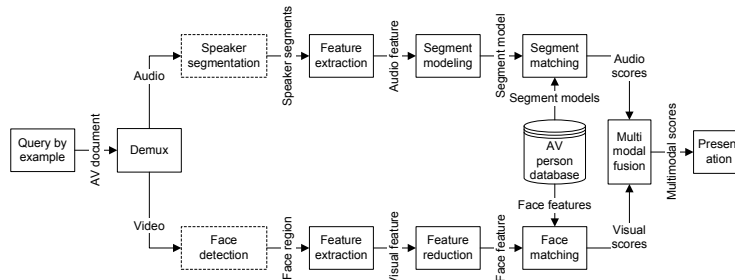 Speaker
segmentation
Speaker segments
Feature
extraction
Audio feature
Segment
modeling
Segment model
Segment
matching
Audio
scores
Audio
Segment models
Query by
example
AV document
Demux
AV
person
database
Multi
modal
fusion
Multimodal scores
Present
ation
Face features
Video
Face
detection
Face region
Feature
extraction
Visual feature
Feature
reduction
Face feature
Face
matching
Visual
scores